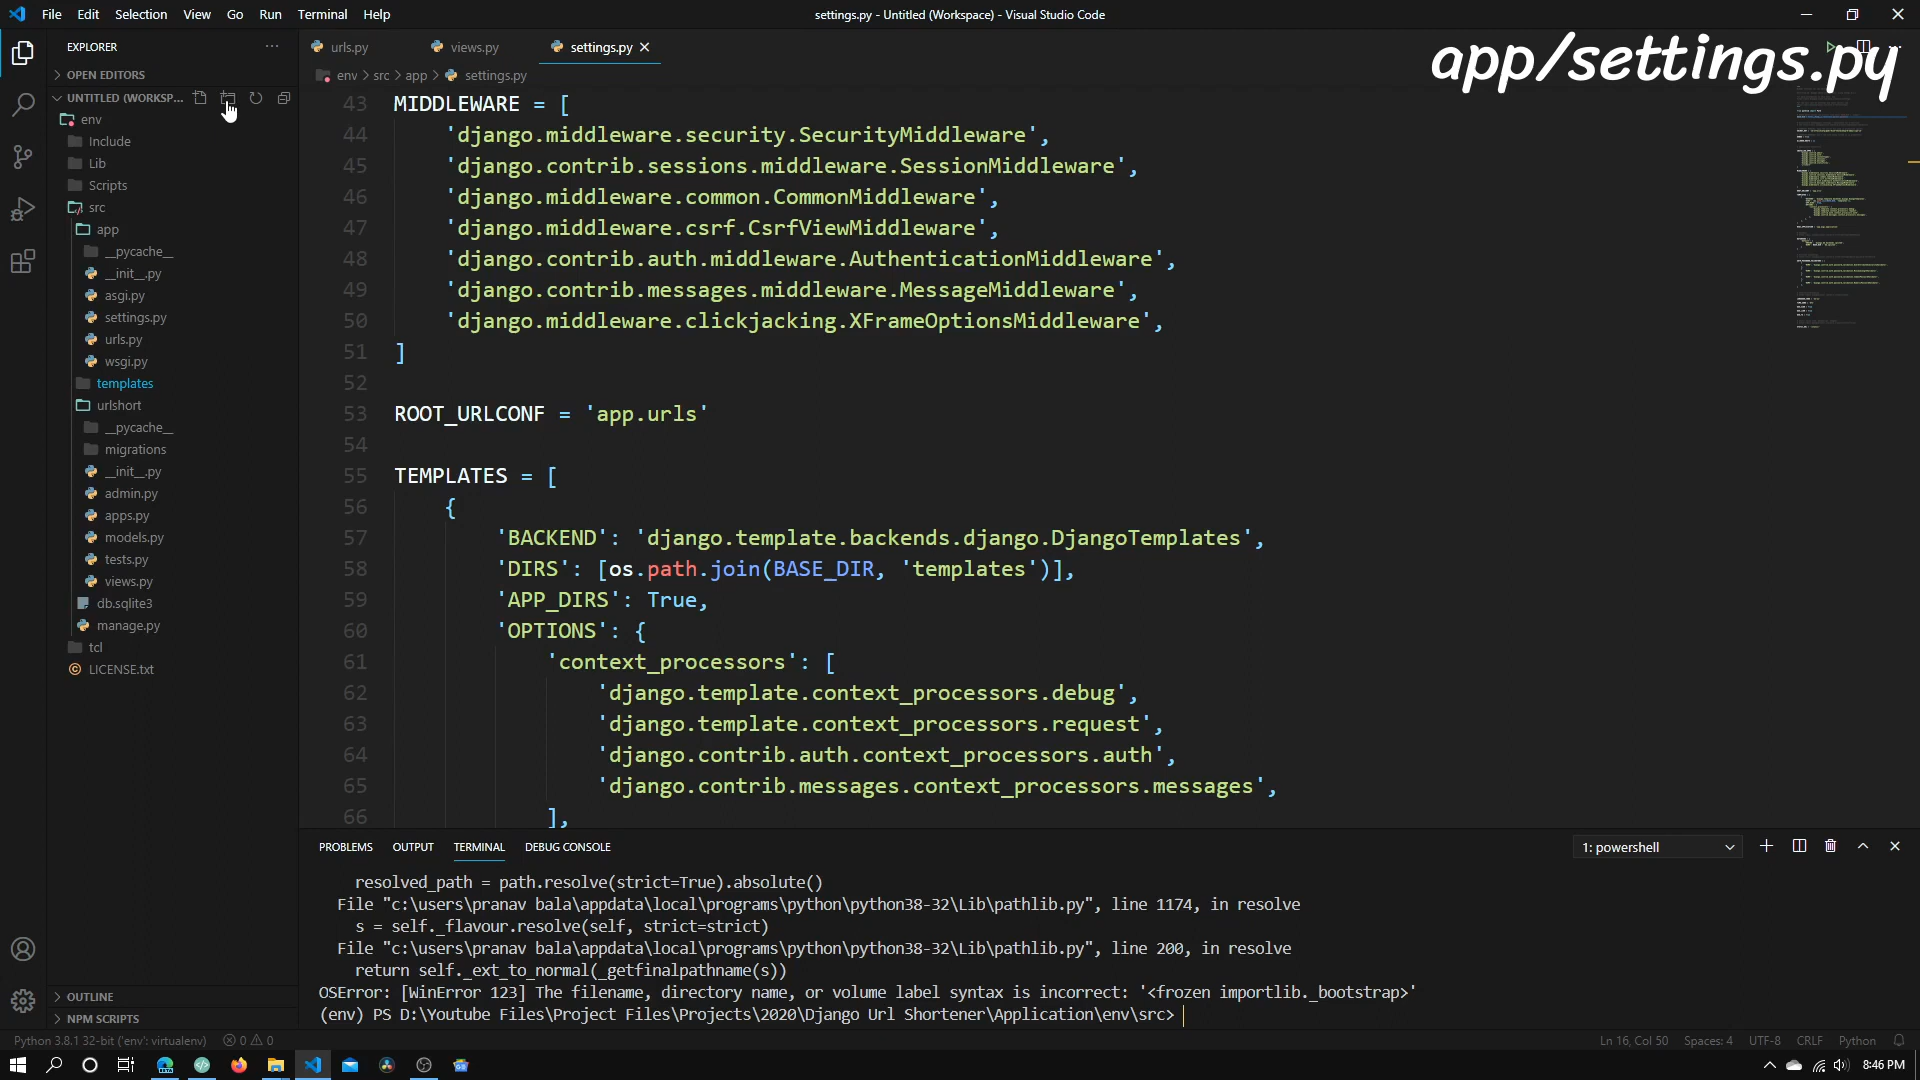 File Edit Selection View Go Run Terminal Help
settings.py - Untitled (Workspace) - Visual Studio Code
app/settings.py
EXPLORER
OPEN EDITORS
UNTITLED (WORKSP...
env
Include
Lib
Scripts
src
app
__pycache__
__init__.py
asgi.py
settings.py
urls.py
wsgi.py
templates
urlshort
__pycache__
migrations
__init__.py
admin.py
apps.py
models.py
tests.py
views.py
db.sqlite3
manage.py
tcl
LICENSE.txt
OUTLINE
NPM SCRIPTS
urls.py views.py settings.py
env > src > app > settings.py
43 MIDDLEWARE = [
44 'django.middleware.security.SecurityMiddleware',
45 'django.contrib.sessions.middleware.SessionMiddleware',
46 'django.middleware.common.CommonMiddleware',
47 'django.middleware.csrf.CsrfViewMiddleware',
48 'django.contrib.auth.middleware.AuthenticationMiddleware',
49 'django.contrib.messages.middleware.MessageMiddleware',
50 'django.middleware.clickjacking.XFrameOptionsMiddleware',
51 ]
52
53 ROOT_URLCONF = 'app.urls'
54
55 TEMPLATES = [
56 {
57 'BACKEND': 'django.template.backends.django.DjangoTemplates',
58 'DIRS': [os.path.join(BASE_DIR, 'templates')],
59 'APP_DIRS': True,
60 'OPTIONS': {
61 'context_processors': [
62 'django.template.context_processors.debug',
63 'django.template.context_processors.request',
64 'django.contrib.auth.context_processors.auth',
65 'django.contrib.messages.context_processors.messages',
66 ],
PROBLEMS OUTPUT TERMINAL DEBUG CONSOLE
1: powershell
resolved_path = path.resolve(strict=True).absolute()
File "c:\users\pranav bala\appdata\local\programs\python\python38-32\Lib\pathlib.py", line 1174, in resolve
s = self._flavour.resolve(self, strict=strict)
File "c:\users\pranav bala\appdata\local\programs\python\python38-32\Lib\pathlib.py", line 200, in resolve
return self._ext_to_normal(_getfinalpathname(s))
OSError: [WinError 123] The filename, directory name, or volume label syntax is incorrect: '<frozen importlib._bootstrap>'
(env) PS D:\Youtube Files\Project Files\Projects\2020\Django Url Shortener\Application\env\src>
Python 3.8.1 32-bit ('env': virtualenv) 0 0
Ln 16, Col 50 Spaces: 4 UTF-8 CRLF Python
8:46 PM